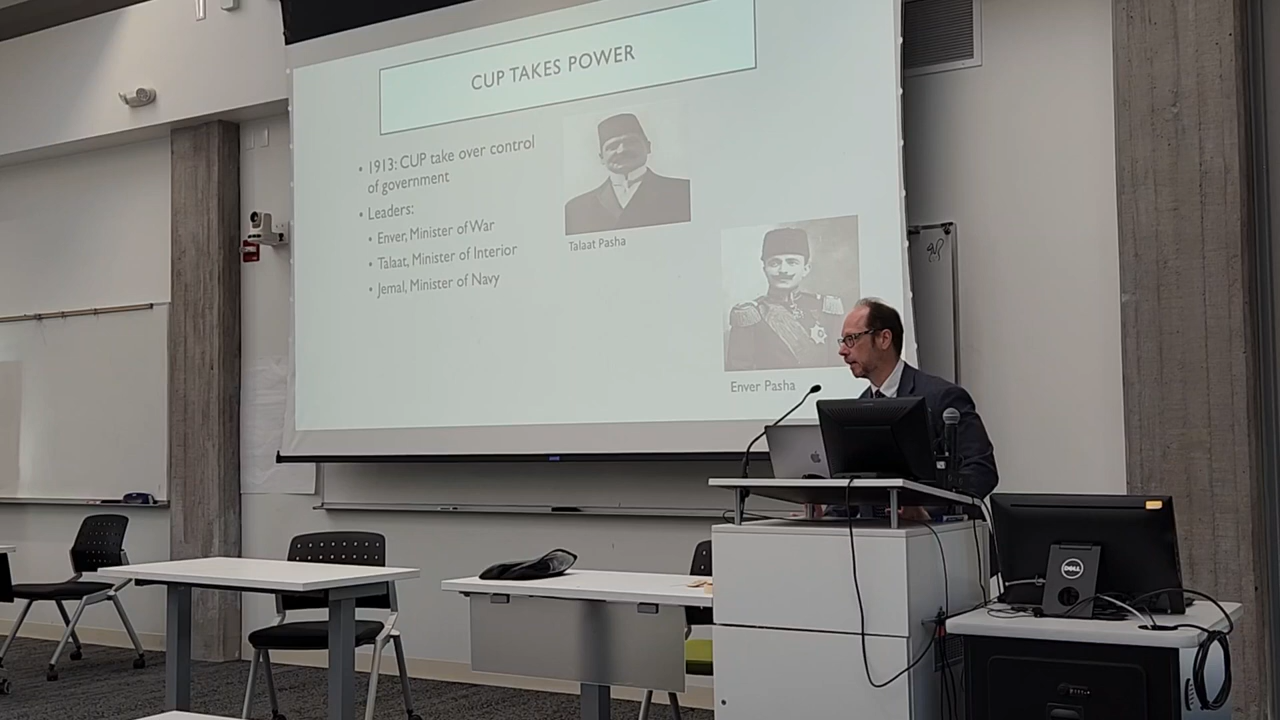 CUP TAKES POWER
• 1913: CUP take over control
of government
• Leaders:
• Enver, Minister of War
• Talaat, Minister of Interior
• Jemal, Minister of Navy
Talaat Pasha
Enver Pasha
DELL